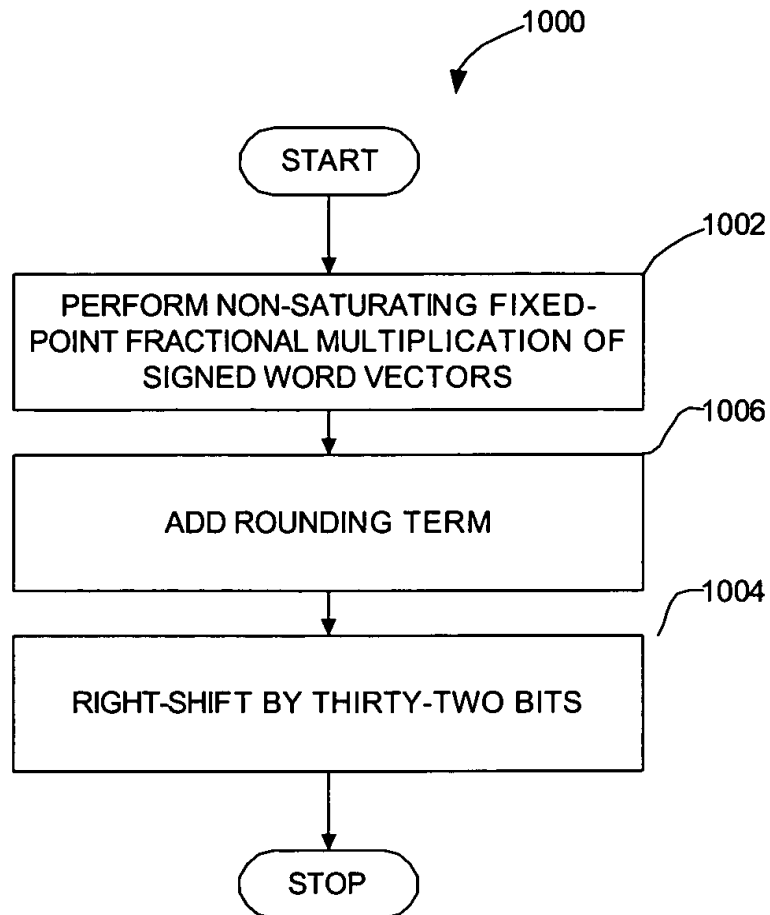 1000
START
1002
PERFORM NON-SATURATING FIXED-
POINT FRACTIONAL MULTIPLICATION OF
SIGNED WORD VECTORS
1006
ADD ROUNDING TERM
1004
RIGHT-SHIFT BY THIRTY-TWO BITS
STOP